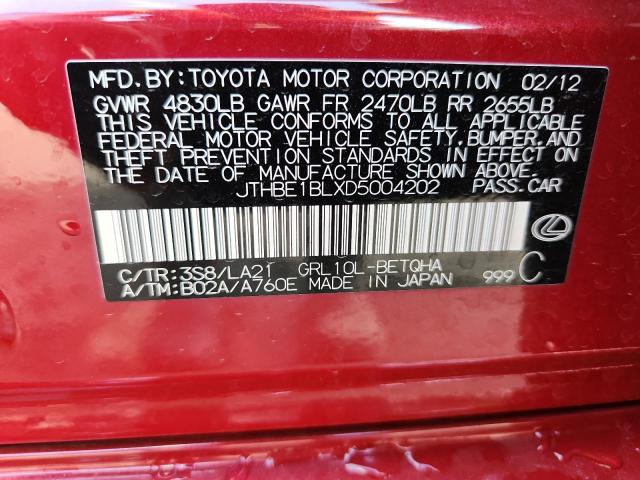 MFD.BY:TOYOTA MOTOR CORPORATION 02/12
GVWR 4830LB GAWR FR 2470LB RR 2655LB
THIS VEHICLE CONFORMS TO ALL APPLICABLE
FEDERAL MOTOR VEHICLE SAFETY,BUMPER,AND
THEFT PREVENTION STANDARDS IN EFFECT ON
THE DATE OF MANUFACTURE SHOWN ABOVE.
JTHBE1BLXD5004202 PASS.CAR
C/TR:3S8/LA21 GRL10L-BETQHA
A/TM:B02A/A760E MADE IN JAPAN 999 C